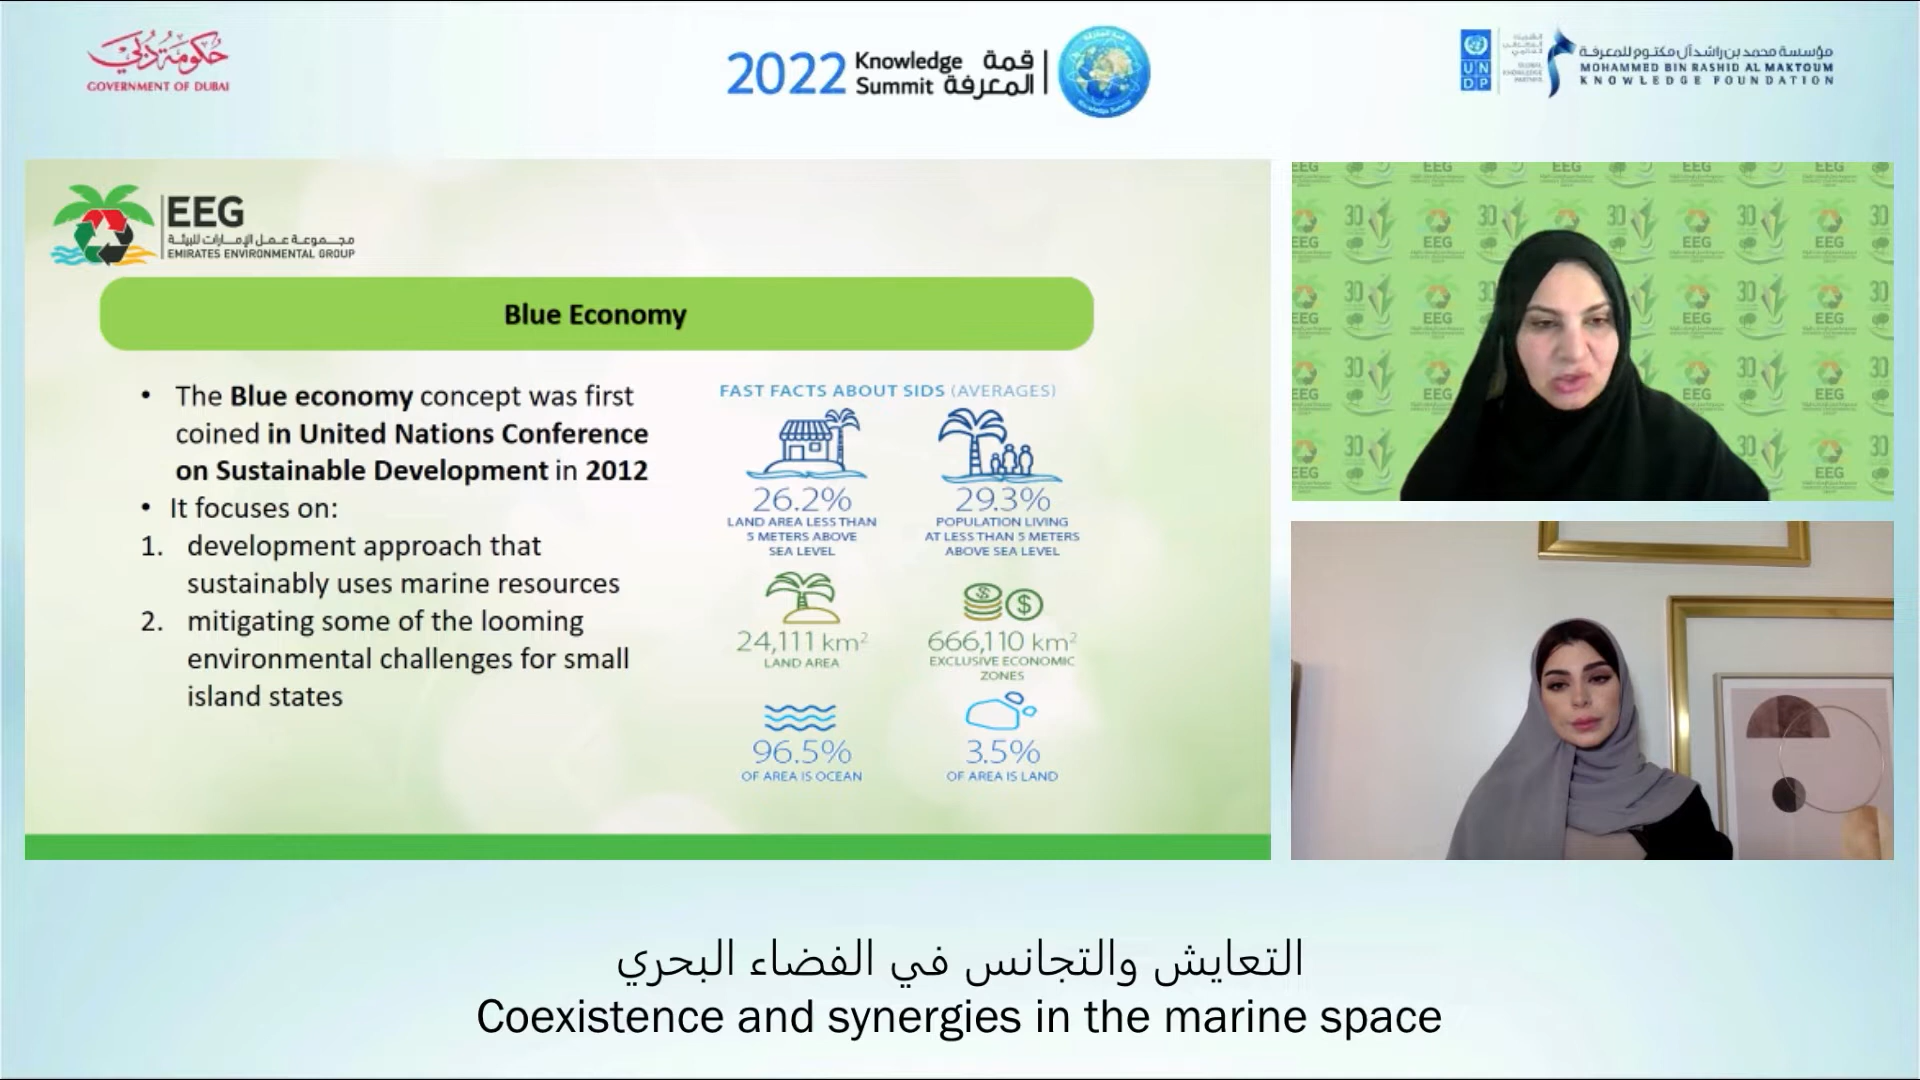 حكومة دبي
GOVERNMENT OF DUBAI
2022 Knowledge Summit
قمة المعرفة
UNDP
GLOBAL KNOWLEDGE PARTNER
مؤسسة محمد بن راشد آل مكتوم للمعرفة
MOHAMMED BIN RASHID AL MAKTOUM
KNOWLEDGE FOUNDATION
EEG
مجموعة عمل الإمارات للبيئة
EMIRATES ENVIRONMENTAL GROUP
Blue Economy
• The Blue economy concept was first
coined in United Nations Conference
on Sustainable Development in 2012
• It focuses on:
1. development approach that
sustainably uses marine resources
2. mitigating some of the looming
environmental challenges for small
island states
FAST FACTS ABOUT SIDS (AVERAGES)
26.2%
LAND AREA LESS THAN
5 METERS ABOVE
SEA LEVEL
29.3%
POPULATION LIVING
AT LESS THAN 5 METERS
ABOVE SEA LEVEL
24,111 km²
LAND AREA
666,110 km²
EXCLUSIVE ECONOMIC
ZONES
96.5%
OF AREA IS OCEAN
3.5%
OF AREA IS LAND
30
EEG
التعايش والتجانس في الفضاء البحري
Coexistence and synergies in the marine space